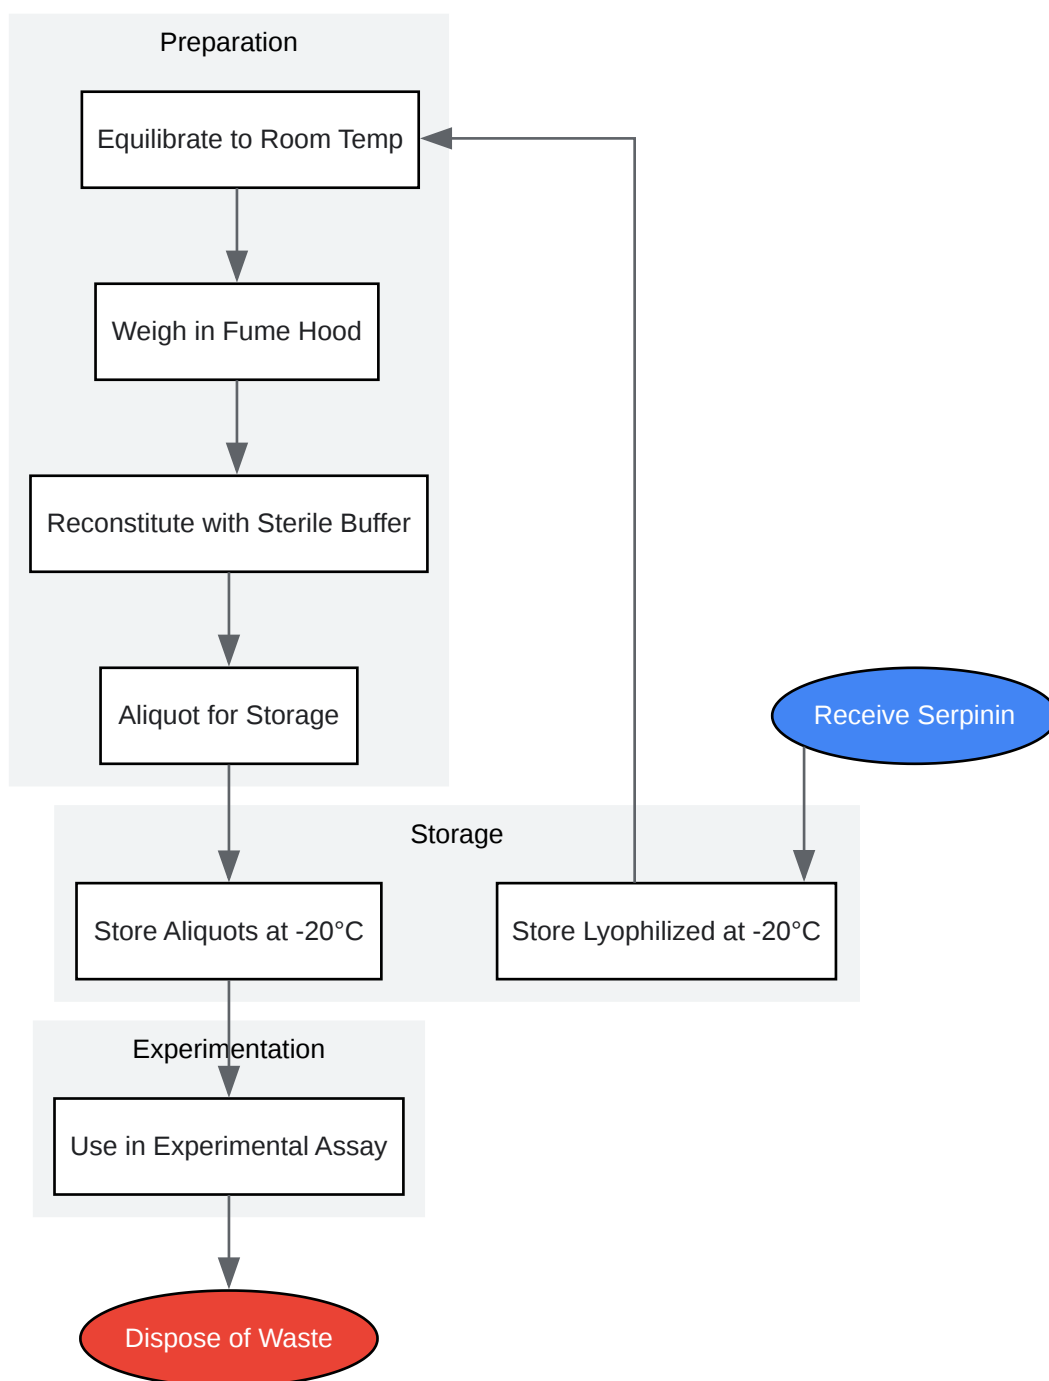 Preparation
Equilibrate to Room Temp
Weigh in Fume Hood
Reconstitute with Sterile Buffer
Aliquot for Storage
Receive Serpinin
Storage
Store Aliquots at -20°C
Store Lyophilized at -20°C
Experimentation
Use in Experimental Assay
Dispose of Waste